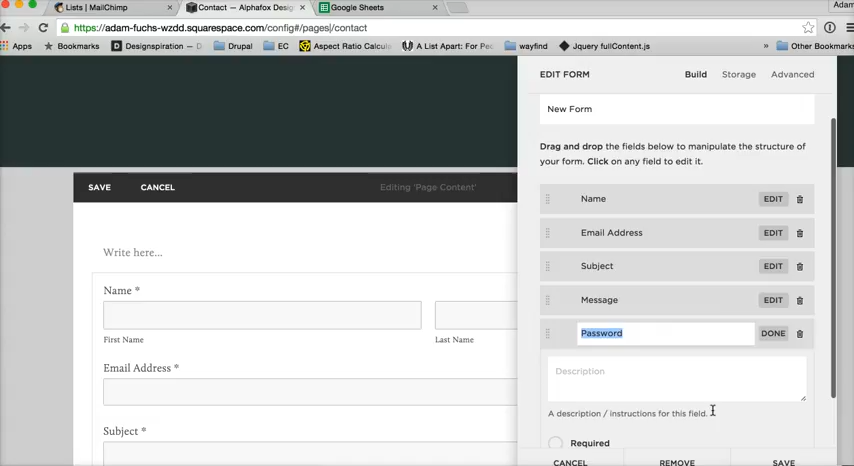 Lists | MailChimp
Contact — Alphafox Design
Google Sheets
Adam
https://adam-fuchs-wzdd.squarespace.com/config#/pages|/contact
Apps
Bookmarks
Designspiration — D
Drupal
EC
Aspect Ratio Calcul
A List Apart: For Pe
wayfind
Jquery fullContent.js
»
Other Bookmarks
EDIT FORM
Build
Storage
Advanced
New Form
Drag and drop the fields below to manipulate the structure of
your form. Click on any field to edit it.
SAVE
CANCEL
Editing 'Page Content'
Name
EDIT
Email Address
EDIT
Subject
EDIT
Message
EDIT
Password
DONE
Description
A description / instructions for this field.
Required
CANCEL
REMOVE
SAVE
Write here...
Name *
First Name
Last Name
Email Address *
Subject *